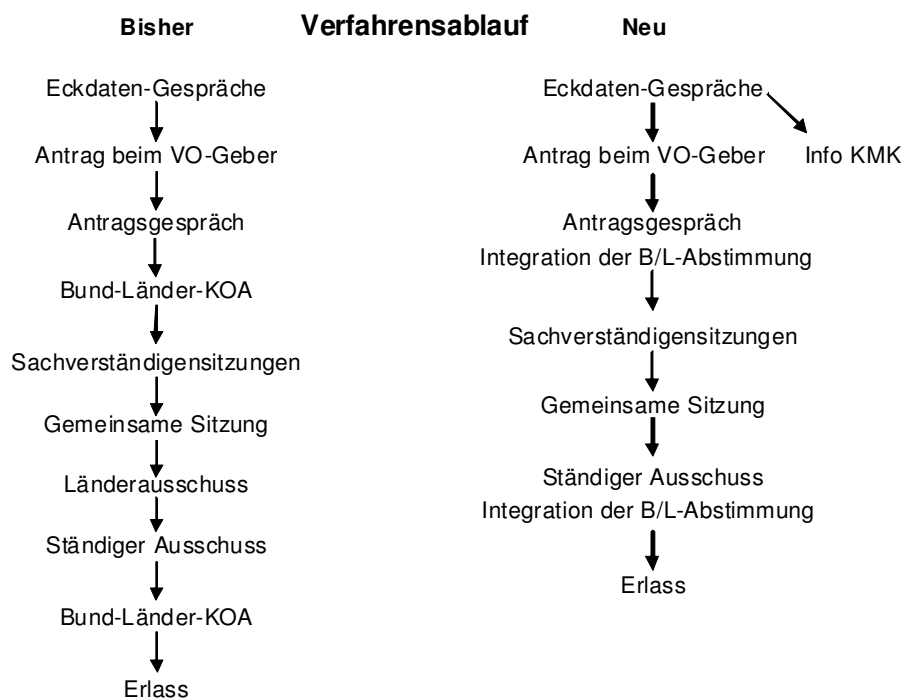 Bisher
Verfahrensablauf
Neu
Eckdaten-Gespräche
Antrag beim VO-Geber
Antragsgespräch
Bund-Länder-KOA
Sachverständigensitzungen
Gemeinsame Sitzung
Länderausschuss
Ständiger Ausschuss
Bund-Länder-KOA
Erlass
Eckdaten-Gespräche
Antrag beim VO-Geber
Info KMK
Antragsgespräch
Integration der B/L-Abstimmung
Sachverständigensitzungen
Gemeinsame Sitzung
Ständiger Ausschuss
Integration der B/L-Abstimmung
Erlass